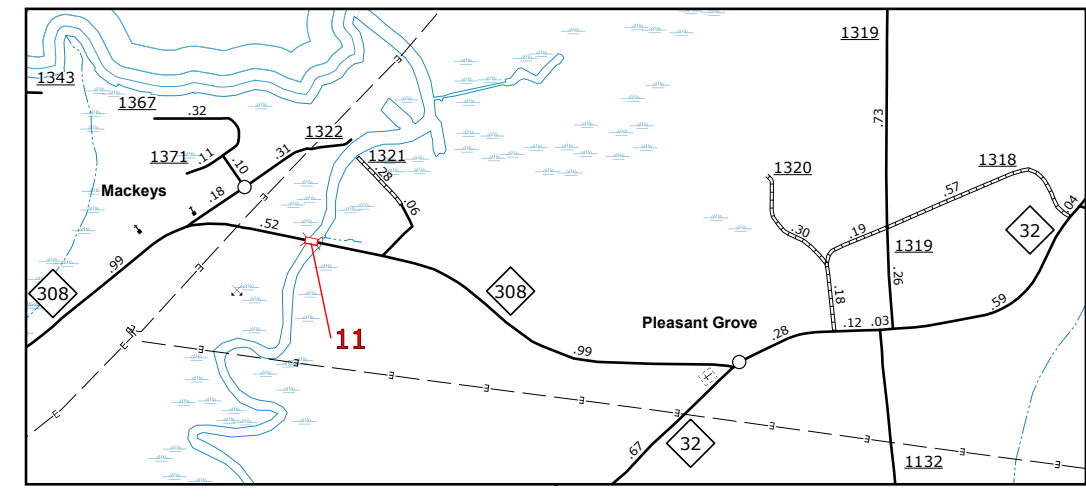 1319
1343
1367
.32
.73
1322
1371
.11
.10
.31
1321
1320
1318
Mackeys
.28
.57
.18
.06
.04
.52
.30
.19
32
1319
.99
E
308
308
.18
.26
11
Pleasant Grove
.28
.12
.03
.59
.99
E
E
E
E
E
E
E
E
E
E
E
E
.67
32
1132